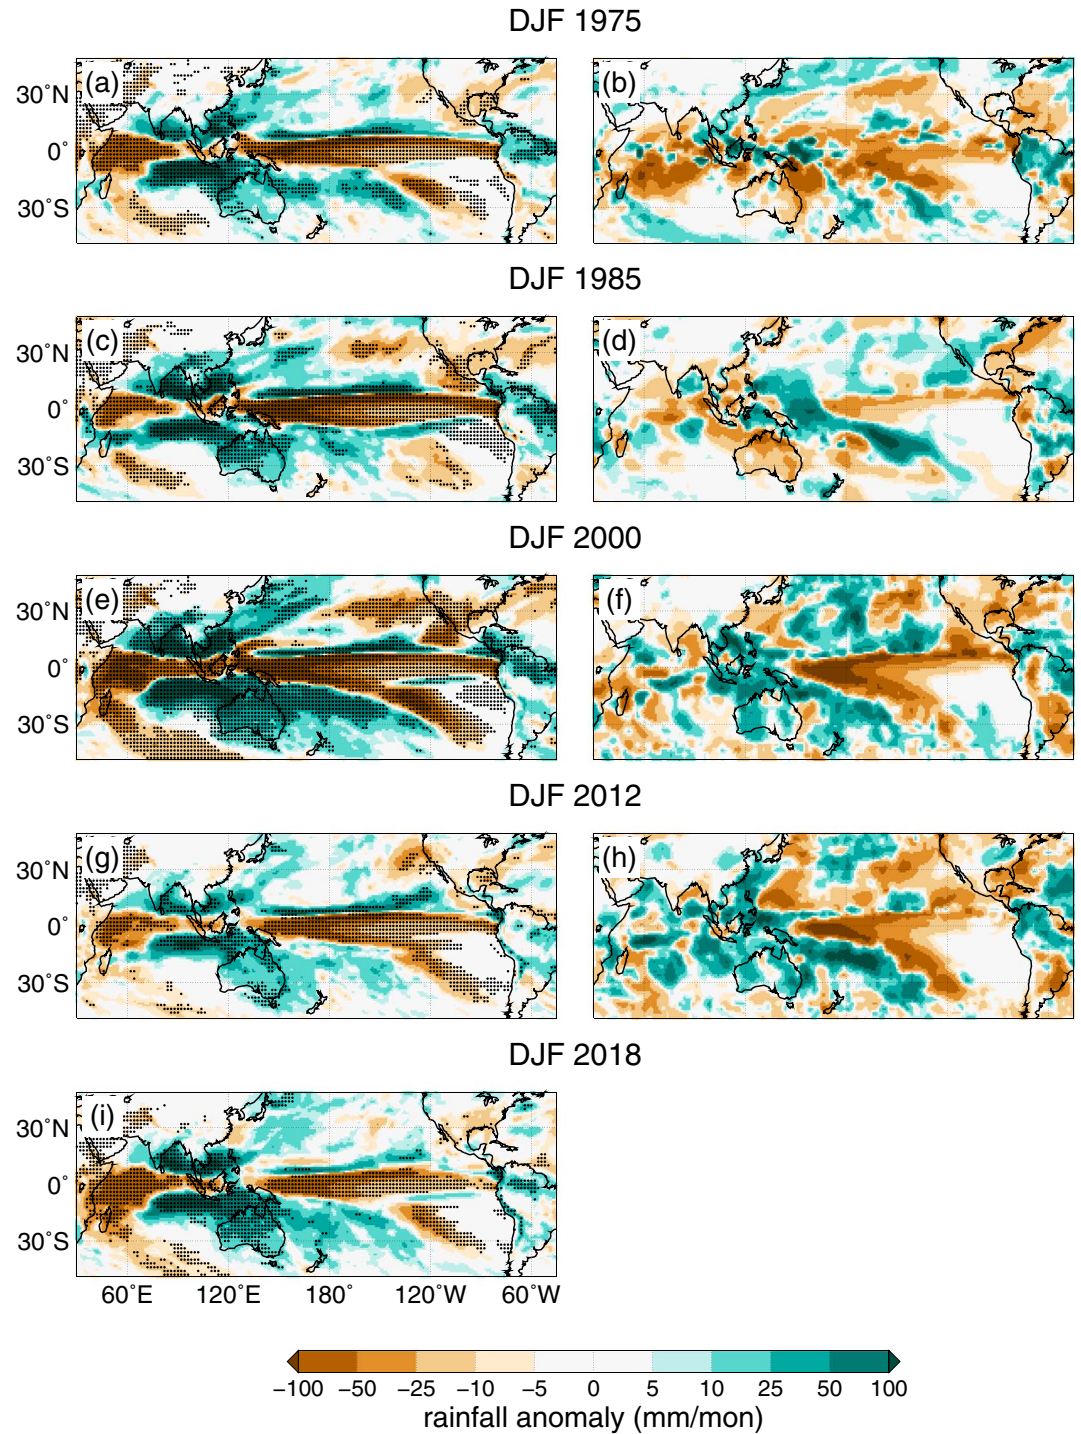 DJF 1975
(a)
(b)
30˚N
0˚
30˚S
DJF 1985
(c)
(d)
30˚N
0˚
30˚S
DJF 2000
(e)
(f)
30˚N
0˚
30˚S
DJF 2012
(g)
(h)
30˚N
0˚
30˚S
DJF 2018
(i)
30˚N
0˚
30˚S
60˚E 120˚E 180˚ 120˚W 60˚W
−100 −50 −25 −10 −5 0 5 10 25 50 100
rainfall anomaly (mm/mon)